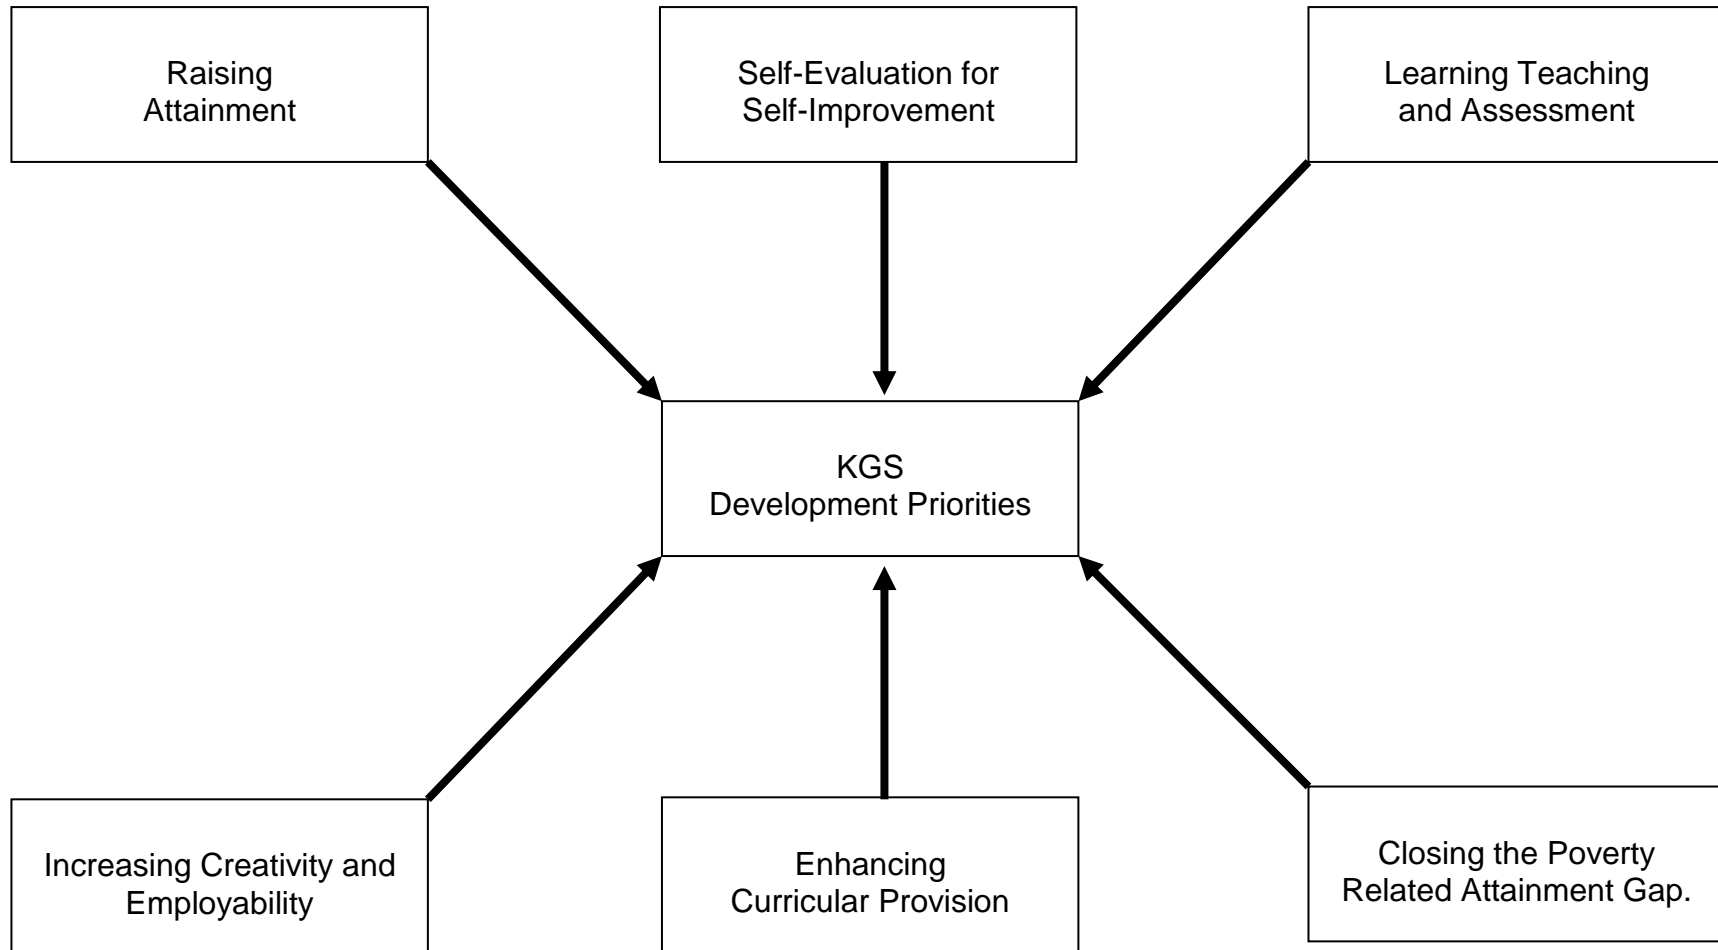 Raising
Attainment
Self-Evaluation for
Self-Improvement
Learning Teaching
and Assessment
KGS
Development Priorities
Increasing Creativity and
Employability
Enhancing
Curricular Provision
Closing the Poverty
Related Attainment Gap.